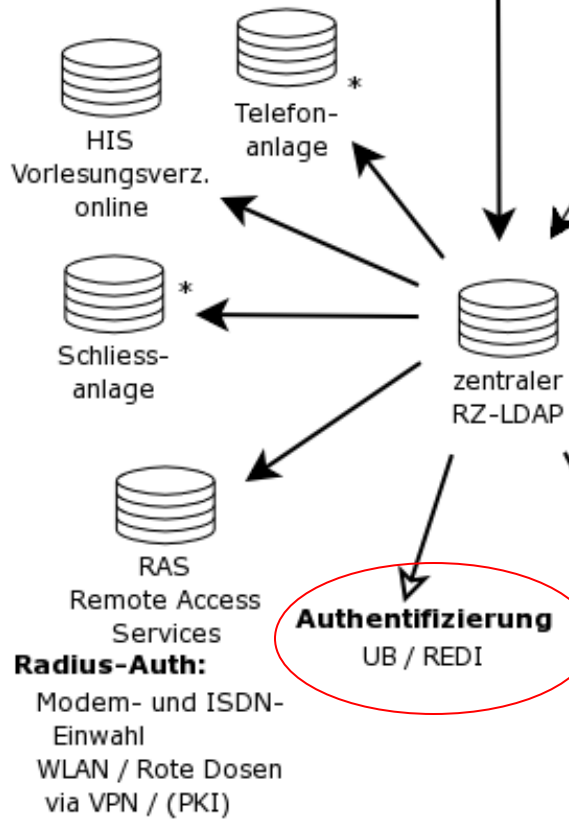 *
Telefon-
anlage
HIS
Vorlesungsverz.
online
*
Schliess-
anlage
zentraler
RZ-LDAP
RAS
Remote Access
Services
Radius-Auth:
Modem- und ISDN-
Einwahl
WLAN / Rote Dosen
via VPN / (PKI)
Authentifizierung
UB / REDI